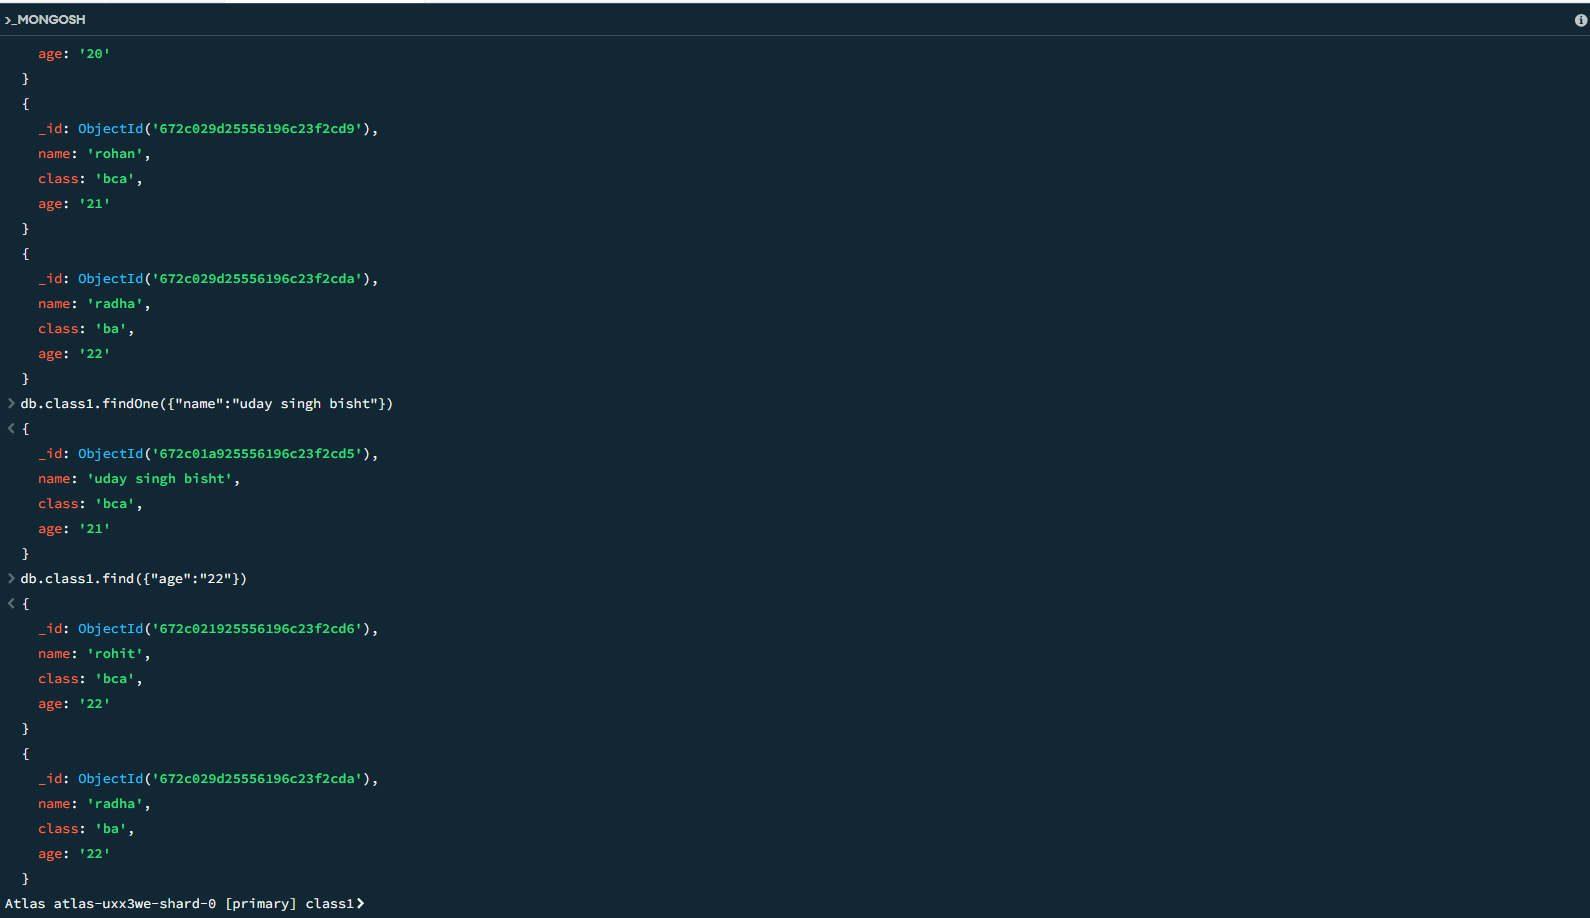 >_MONGOSH
age: '20'
}
{
_id: ObjectId('672c029d25556196c23f2cd9'),
name: 'rohan',
class: 'bca',
age: '21'
}
{
_id: ObjectId('672c029d25556196c23f2cda'),
name: 'radha',
class: 'ba',
age: '22'
}
> db.class1.findOne({"name":"uday singh bisht"})
< {
_id: ObjectId('672c01a925556196c23f2cd5'),
name: 'uday singh bisht',
class: 'bca',
age: '21'
}
> db.class1.find({"age":"22"})
< {
_id: ObjectId('672c021925556196c23f2cd6'),
name: 'rohit',
class: 'bca',
age: '22'
}
{
_id: ObjectId('672c029d25556196c23f2cda'),
name: 'radha',
class: 'ba',
age: '22'
}
Atlas atlas-uxx3we-shard-0 [primary] class1>